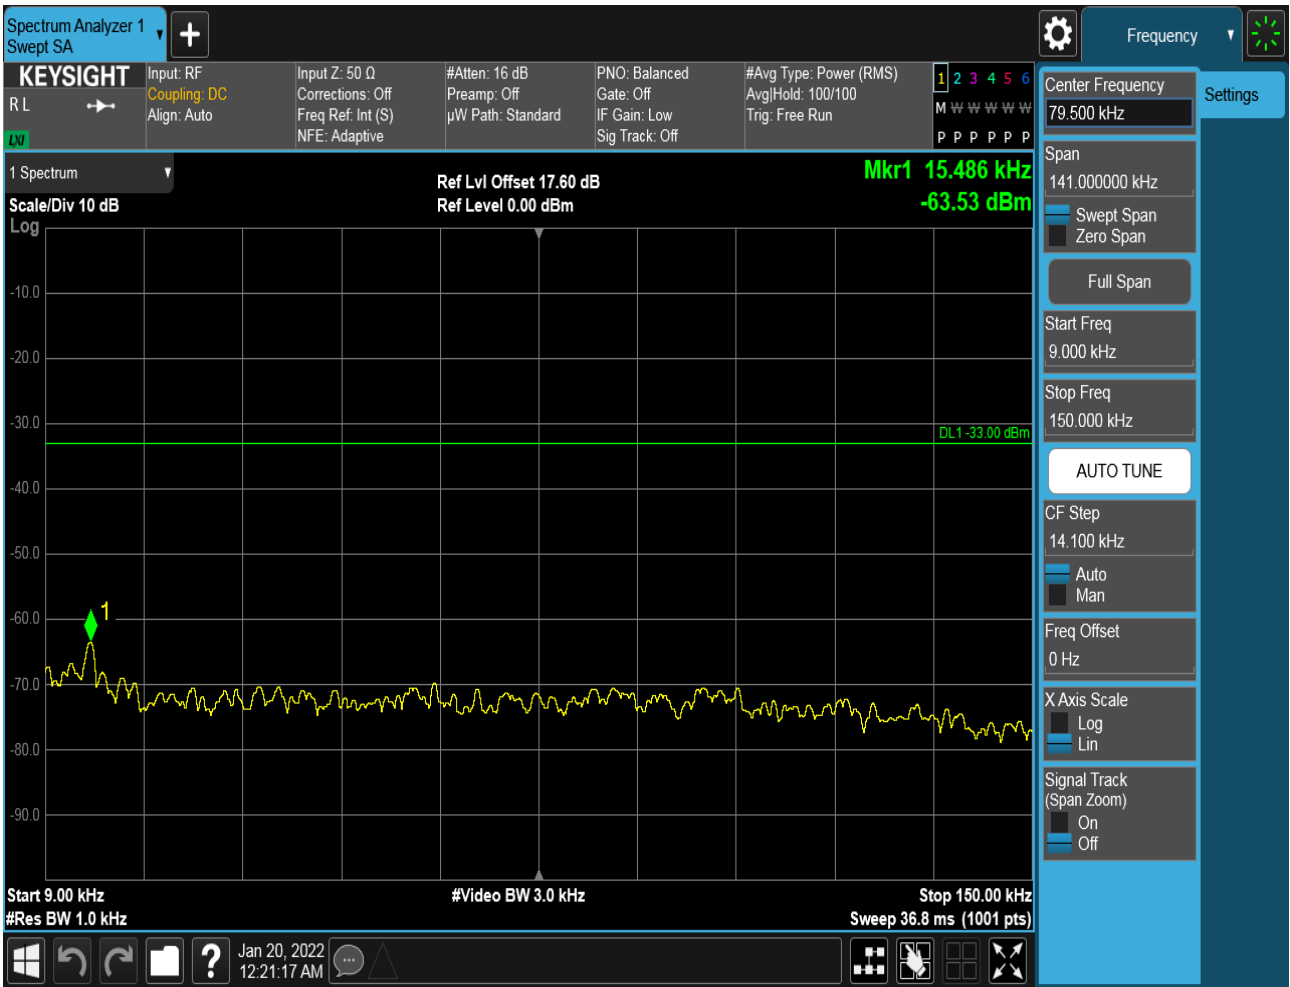 Spectrum Analyzer 1
Swept SA
Frequency
KEYSIGHT
R L
LXI
Input: RF
Coupling: DC
Align: Auto
Input Z: 50 Ω
Corrections: Off
Freq Ref: Int (S)
NFE: Adaptive
#Atten: 16 dB
Preamp: Off
µW Path: Standard
PNO: Balanced
Gate: Off
IF Gain: Low
Sig Track: Off
#Avg Type: Power (RMS)
Avg|Hold: 100/100
Trig: Free Run
1 2 3 4 5 6
M W W W W W
P P P P P P
1 Spectrum
Scale/Div 10 dB
Log
Ref Lvl Offset 17.60 dB
Ref Level 0.00 dBm
Mkr1 15.486 kHz
-63.53 dBm
-10.0
-20.0
-30.0
DL1 -33.00 dBm
-40.0
-50.0
-60.0
1
-70.0
-80.0
-90.0
Start 9.00 kHz
#Res BW 1.0 kHz
#Video BW 3.0 kHz
Stop 150.00 kHz
Sweep 36.8 ms (1001 pts)
Center Frequency
79.500 kHz
Settings
Span
141.000000 kHz
Swept Span
Zero Span
Full Span
Start Freq
9.000 kHz
Stop Freq
150.000 kHz
AUTO TUNE
CF Step
14.100 kHz
Auto
Man
Freq Offset
0 Hz
X Axis Scale
Log
Lin
Signal Track
(Span Zoom)
On
Off
?
Jan 20, 2022
12:21:17 AM